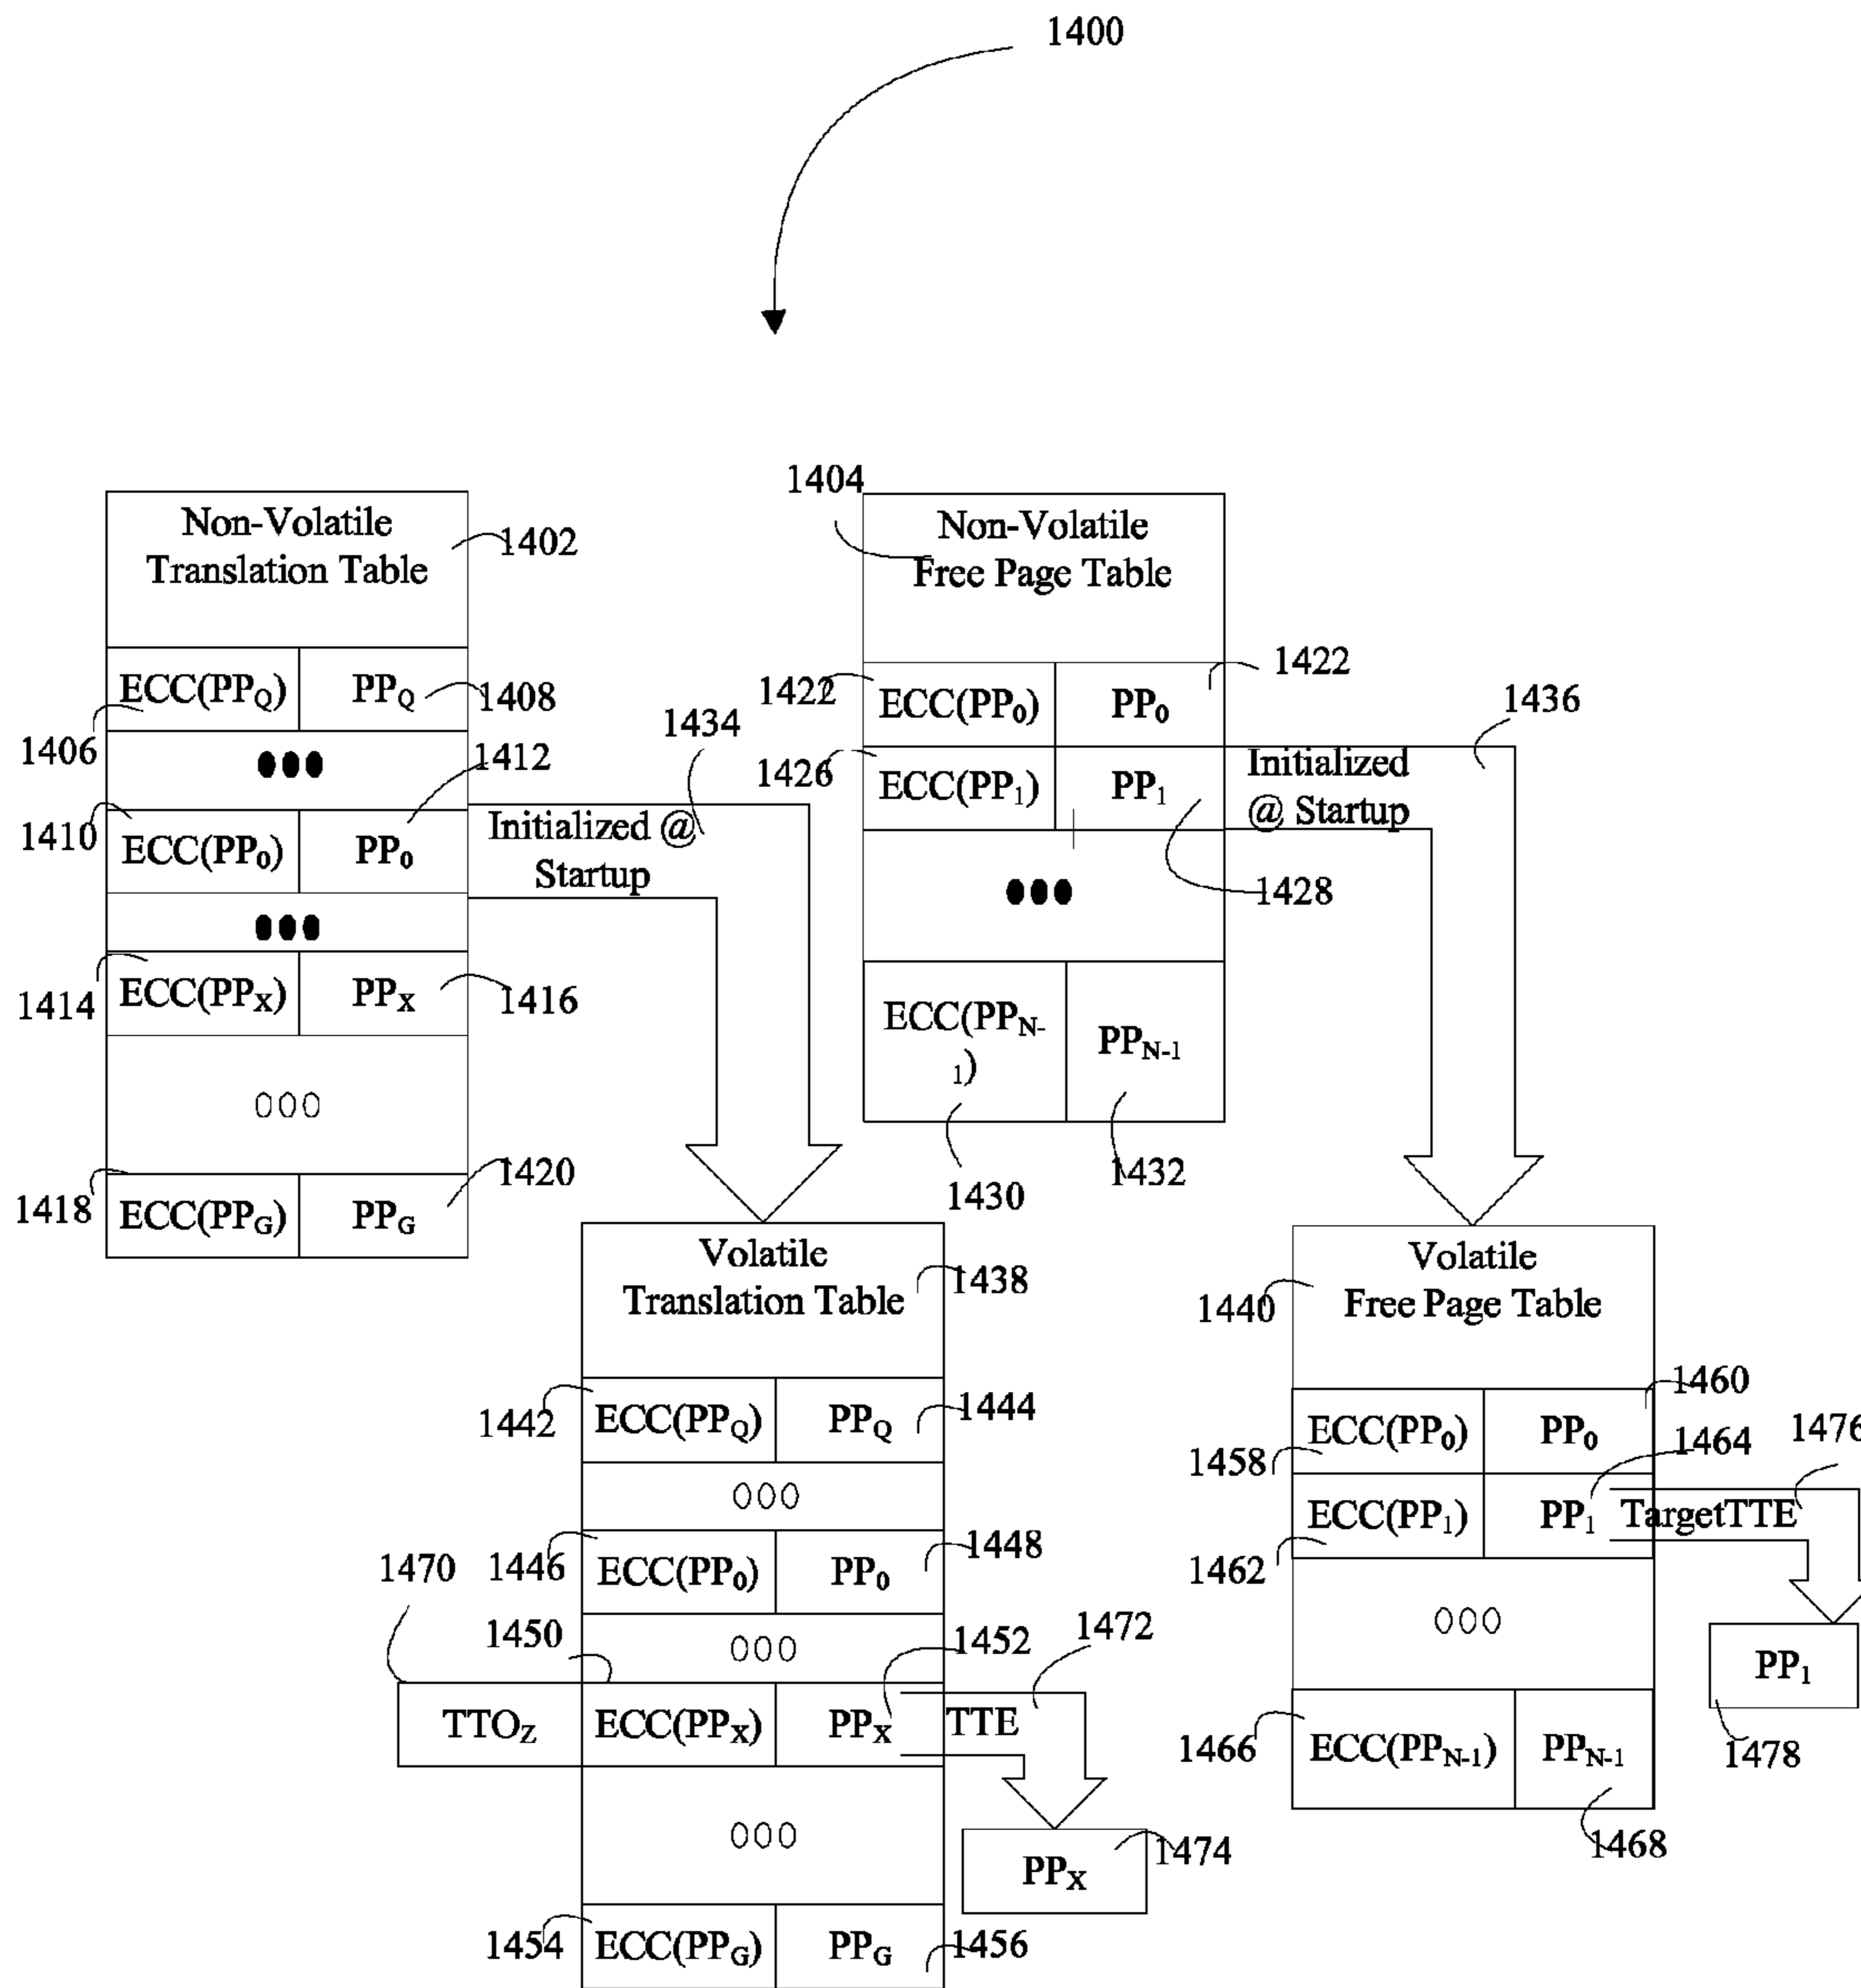 1400
Non-Volatile
Translation Table
1402
ECC(PP_Q) PP_Q
1406
1408
1410
1412
ECC(PP_0) PP_0
1434
Initialized @
Startup
1414
ECC(PP_X) PP_X
1416
1418
ECC(PP_G) PP_G
1420
1404
Non-Volatile
Free Page Table
1422
ECC(PP_0) PP_0
1422
1426
ECC(PP_1) PP_1
1428
1436
Initialized
@ Startup
ECC(PP_N-
1)
PP_N-1
1430
1432
Volatile
Translation Table
1438
1442
ECC(PP_Q) PP_Q
1444
1446
ECC(PP_0) PP_0
1448
1470
1450
1452
1472
TTO_Z ECC(PP_X) PP_X TTE
PP_X
1474
1454
ECC(PP_G) PP_G
1456
Volatile
Free Page Table
1440
1460
ECC(PP_0) PP_0
1458
1464
1476
ECC(PP_1) PP_1 TargetTTE
1462
PP_1
1478
1466
ECC(PP_N-1) PP_N-1
1468